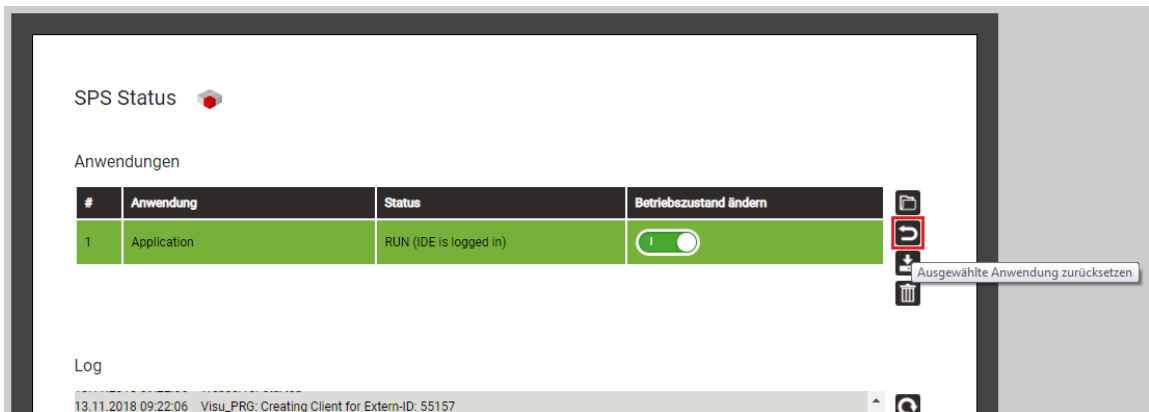 SPS Status
Anwendungen
# Anwendung Status Betriebszustand ändern
1 Application RUN (IDE is logged in) I
Ausgewählte Anwendung zurücksetzen
Log
13.11.2018 09:22:06 Visu_PRG: Creating Client for Extern-ID: 55157